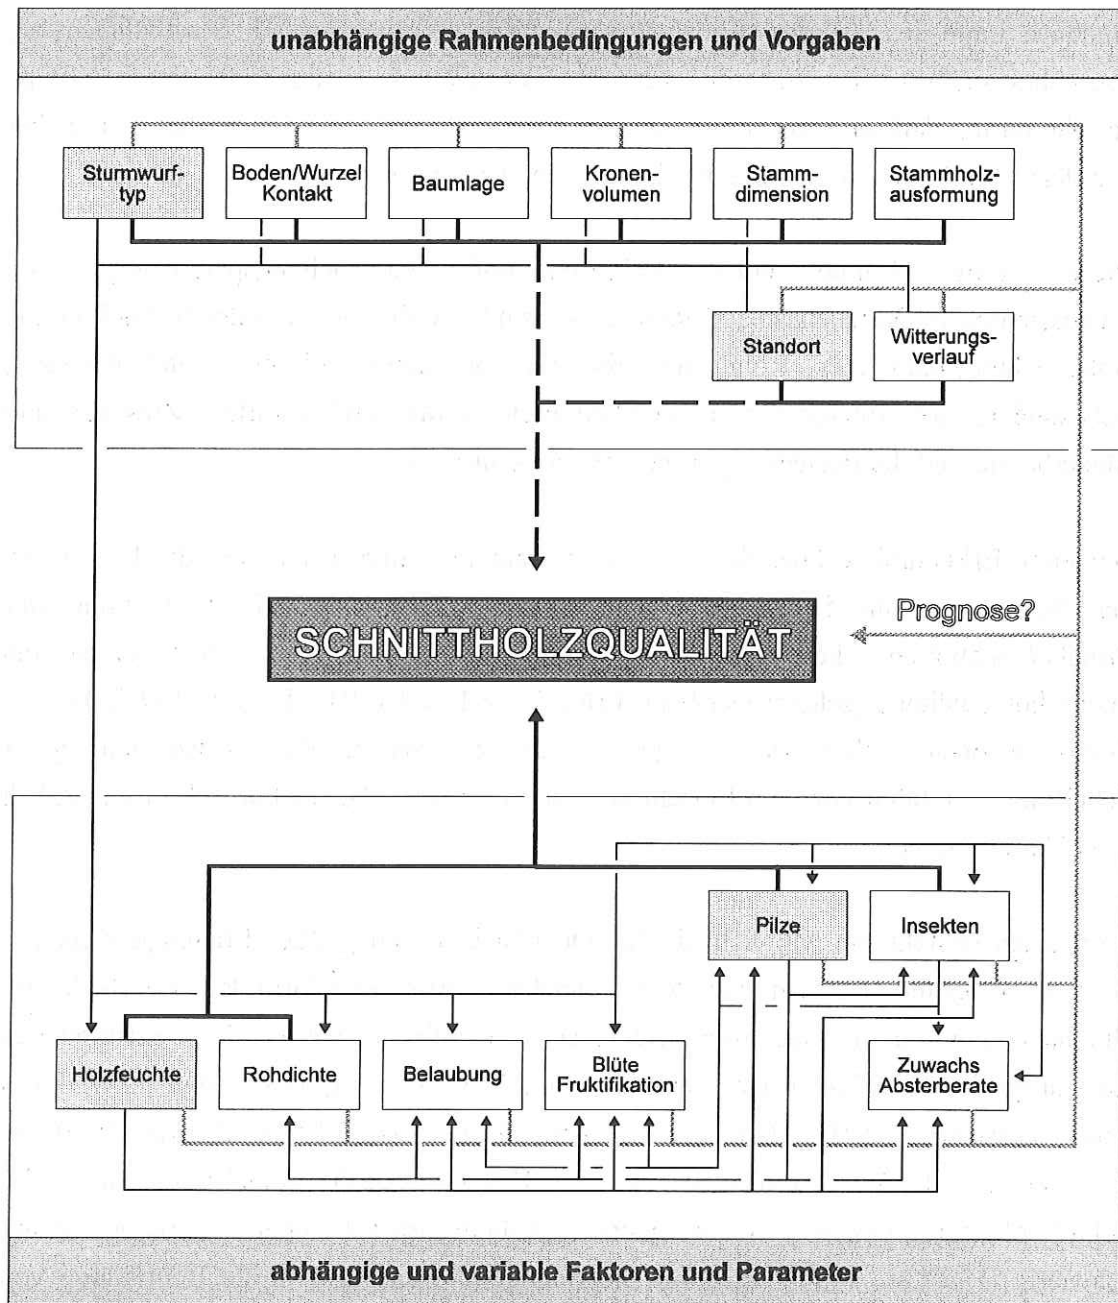 unabhängige Rahmenbedingungen und Vorgaben
Sturmwurf-
typ
Boden/Wurzel
Kontakt
Baumlage
Kronen-
volumen
Stamm-
dimension
Stammholz-
ausformung
Standort
Witterungs-
verlauf
Prognose?
SCHNITTHOLZQUALITÄT
Pilze
Insekten
Holzfeuchte
Rohdichte
Belaubung
Blüte
Fruktifikation
Zuwachs
Absterberate
abhängige und variable Faktoren und Parameter